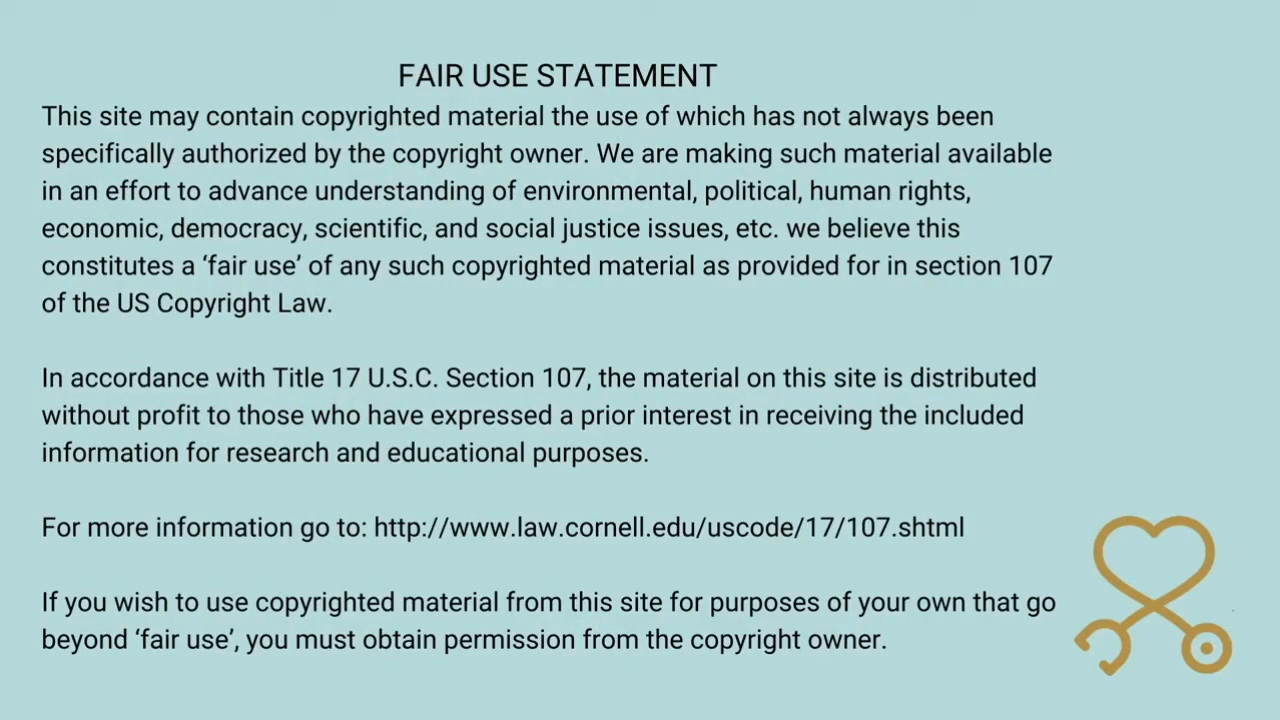 FAIR USE STATEMENT
This site may contain copyrighted material the use of which has not always been
specifically authorized by the copyright owner. We are making such material available
in an effort to advance understanding of environmental, political, human rights,
economic, democracy, scientific, and social justice issues, etc. we believe this
constitutes a ‘fair use’ of any such copyrighted material as provided for in section 107
of the US Copyright Law.
In accordance with Title 17 U.S.C. Section 107, the material on this site is distributed
without profit to those who have expressed a prior interest in receiving the included
information for research and educational purposes.
For more information go to: http://www.law.cornell.edu/uscode/17/107.shtml
If you wish to use copyrighted material from this site for purposes of your own that go
beyond ‘fair use’, you must obtain permission from the copyright owner.